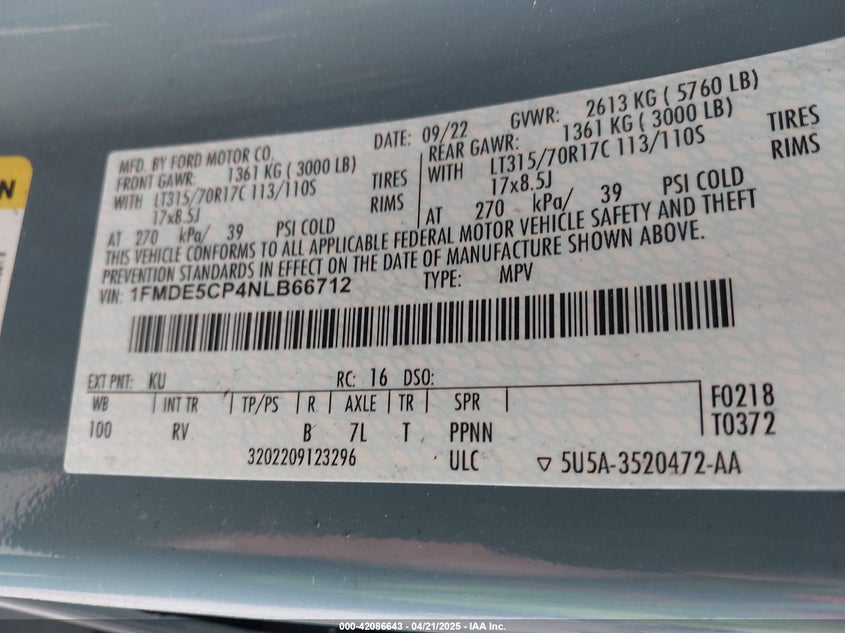 N
MFD. BY FORD MOTOR CO.
DATE: 09/22
GVWR: 2613 KG ( 5760 LB)
FRONT GAWR: 1361 KG ( 3000 LB)
REAR GAWR: 1361 KG ( 3000 LB)
WITH LT315/70R17C 113/110S TIRES
WITH LT315/70R17C 113/110S TIRES
17x8.5J RIMS
17x8.5J RIMS
AT 270 kPa/ 39 PSI COLD
AT 270 kPa/ 39 PSI COLD
THIS VEHICLE CONFORMS TO ALL APPLICABLE FEDERAL MOTOR VEHICLE SAFETY AND THEFT
PREVENTION STANDARDS IN EFFECT ON THE DATE OF MANUFACTURE SHOWN ABOVE.
VIN: 1FMDE5CP4NLB66712
TYPE: MPV
EXT PNT: KU RC: 16 DSO:
WB INT TR TP/PS R AXLE TR SPR
F0218
100 RV B 7L T PPNN
T0372
3202209123296 ULC ▽ 5U5A-3520472-AA
000-42086643 - 04/21/2025 - IAA Inc.